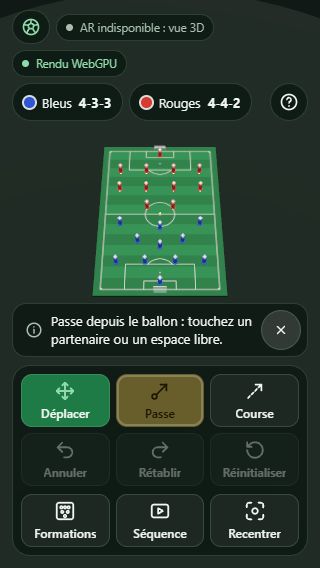 AR indisponible : vue 3D
Rendu WebGPU
Bleus 4-3-3
Rouges 4-4-2
Passe depuis le ballon : touchez un
partenaire ou un espace libre.
Déplacer
Passe
Course
Annuler
Rétablir
Réinitialiser
Formations
Séquence
Recentrer